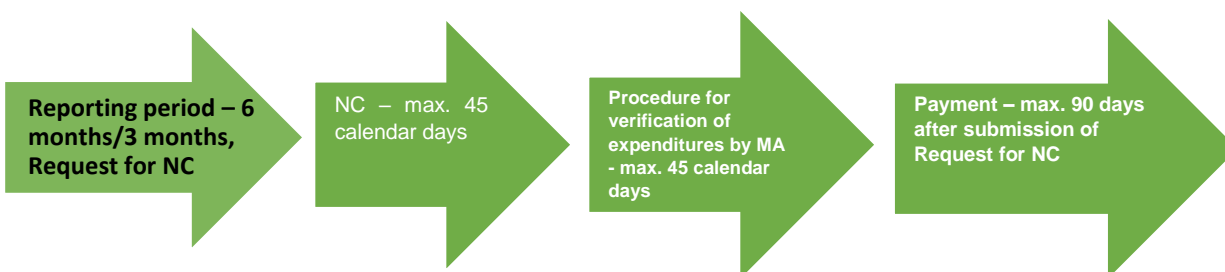 Reporting period – 6
months/3 months,
Request for NC
NC – max. 45
calendar days
Procedure for
verification of
expenditures by MA
- max. 45 calendar
days
Payment – max. 90 days
after submission of
Request for NC